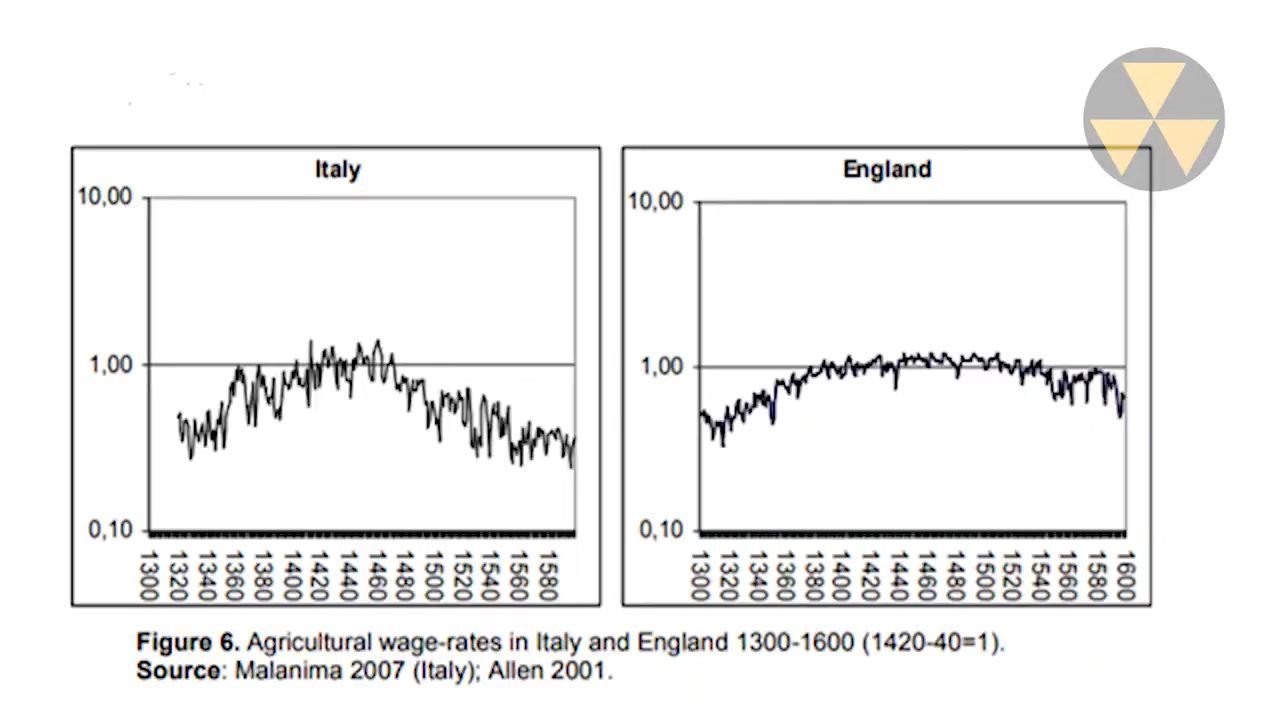 Italy
10,00
1,00
0,10
1300 1320 1340 1360 1380 1400 1420 1440 1460 1480 1500 1520 1540 1560 1580
England
10,00
1,00
0,10
1300 1320 1340 1360 1380 1400 1420 1440 1460 1480 1500 1520 1540 1560 1580 1600
Figure 6. Agricultural wage-rates in Italy and England 1300-1600 (1420-40=1).
Source: Malanima 2007 (Italy); Allen 2001.